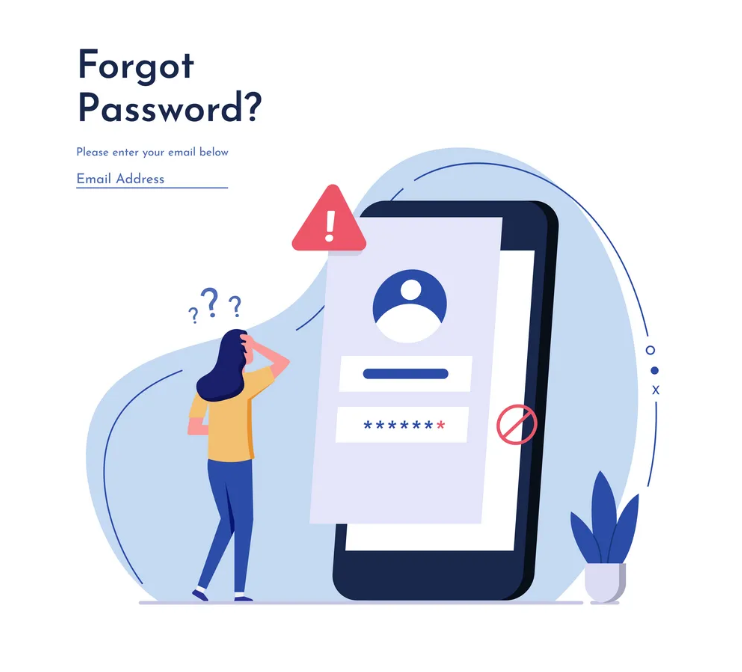 Forgot
Password?
Please enter your email below
Email Address
!
? ? ?
*******
x